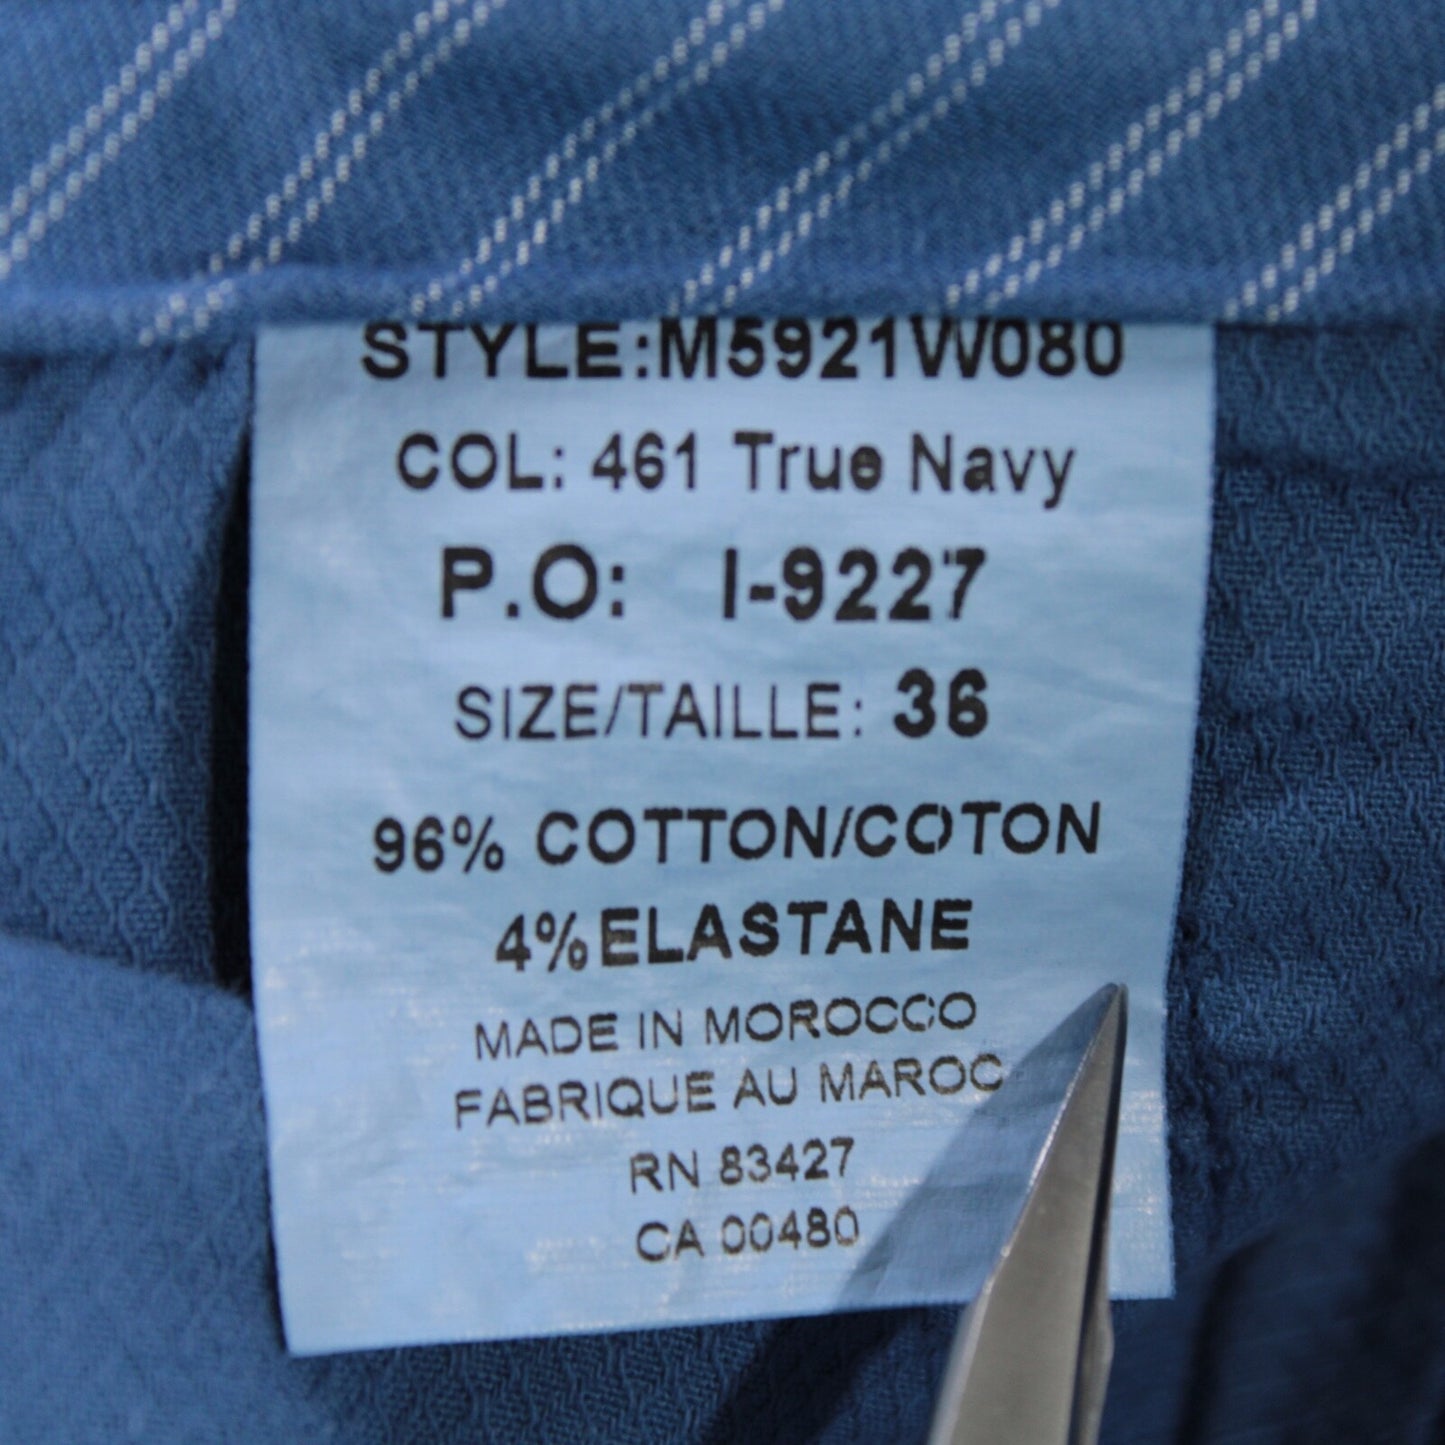 STYLE:M5921W080
COL: 461 True Navy
P.O: I-9227
SIZE/TAILLE: 36
96% COTTON/COTON
4% ELASTANE
MADE IN MOROCCO
FABRIQUE AU MAROC
RN 83427
CA 00480